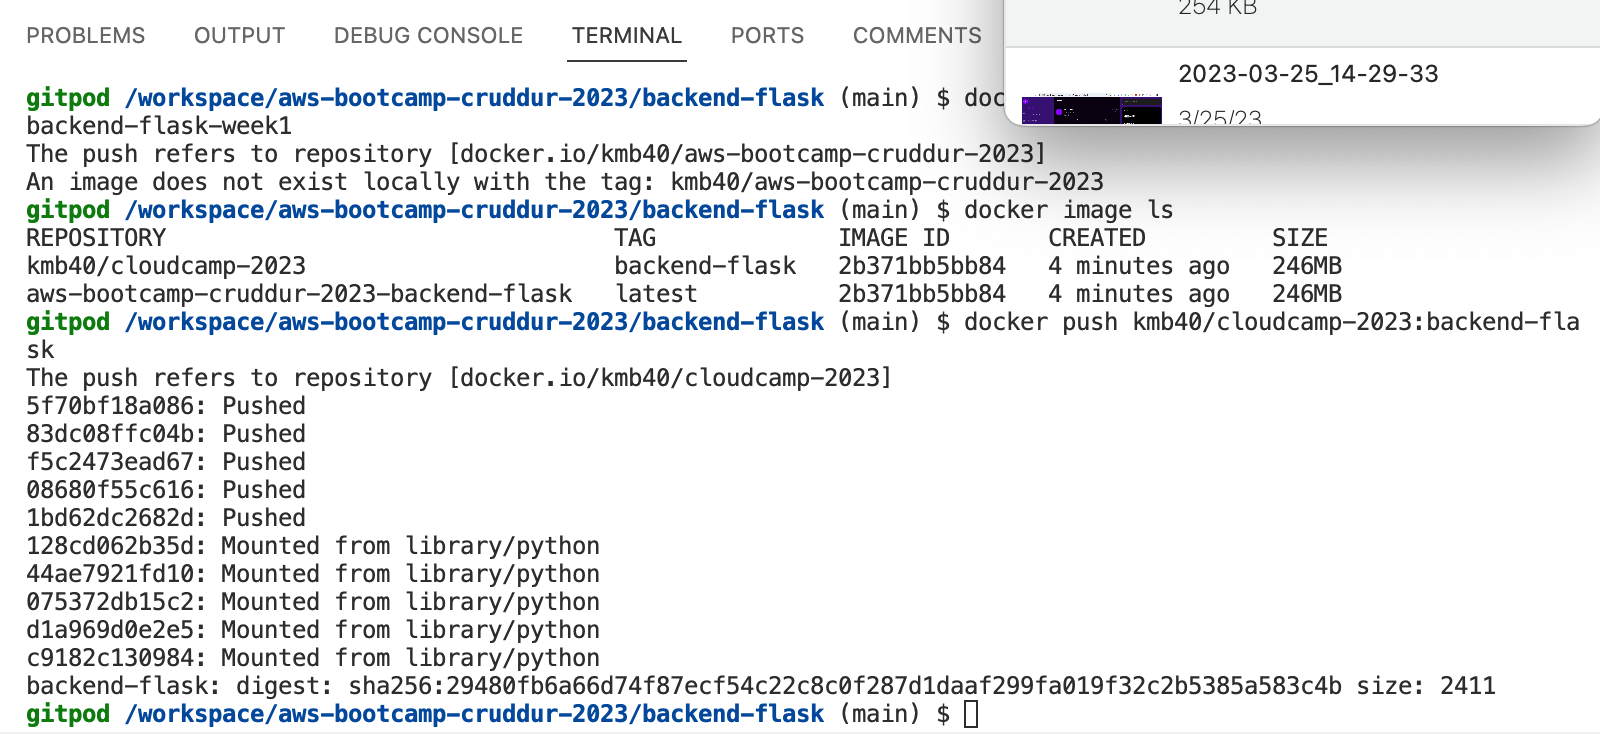 PROBLEMS OUTPUT DEBUG CONSOLE TERMINAL PORTS COMMENTS
254 KB
2023-03-25_14-29-33
3/25/23
gitpod /workspace/aws-bootcamp-cruddur-2023/backend-flask (main) $ doc
backend-flask-week1
The push refers to repository [docker.io/kmb40/aws-bootcamp-cruddur-2023]
An image does not exist locally with the tag: kmb40/aws-bootcamp-cruddur-2023
gitpod /workspace/aws-bootcamp-cruddur-2023/backend-flask (main) $ docker image ls
REPOSITORY TAG IMAGE ID CREATED SIZE
kmb40/cloudcamp-2023 backend-flask 2b371bb5bb84 4 minutes ago 246MB
aws-bootcamp-cruddur-2023-backend-flask latest 2b371bb5bb84 4 minutes ago 246MB
gitpod /workspace/aws-bootcamp-cruddur-2023/backend-flask (main) $ docker push kmb40/cloudcamp-2023:backend-fla
sk
The push refers to repository [docker.io/kmb40/cloudcamp-2023]
5f70bf18a086: Pushed
83dc08ffc04b: Pushed
f5c2473ead67: Pushed
08680f55c616: Pushed
1bd62dc2682d: Pushed
128cd062b35d: Mounted from library/python
44ae7921fd10: Mounted from library/python
075372db15c2: Mounted from library/python
d1a969d0e2e5: Mounted from library/python
c9182c130984: Mounted from library/python
backend-flask: digest: sha256:29480fb6a66d74f87ecf54c22c8c0f287d1daaf299fa019f32c2b5385a583c4b size: 2411
gitpod /workspace/aws-bootcamp-cruddur-2023/backend-flask (main) $